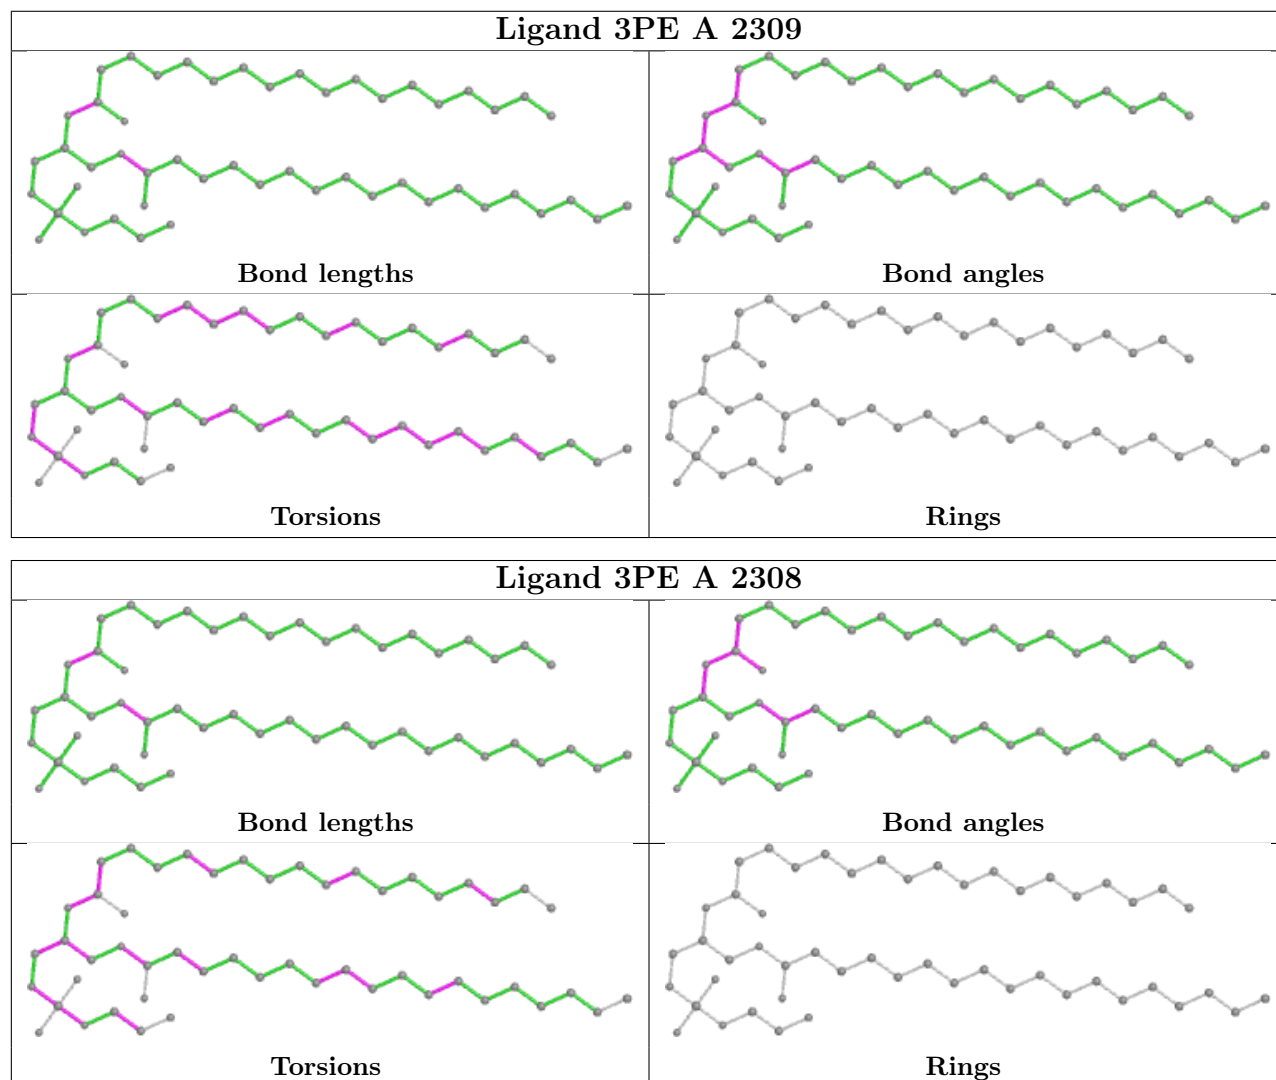 Ligand 3PE A 2309
Bond lengths
Bond angles
Torsions
Rings
Ligand 3PE A 2308
Bond lengths
Bond angles
Torsions
Rings